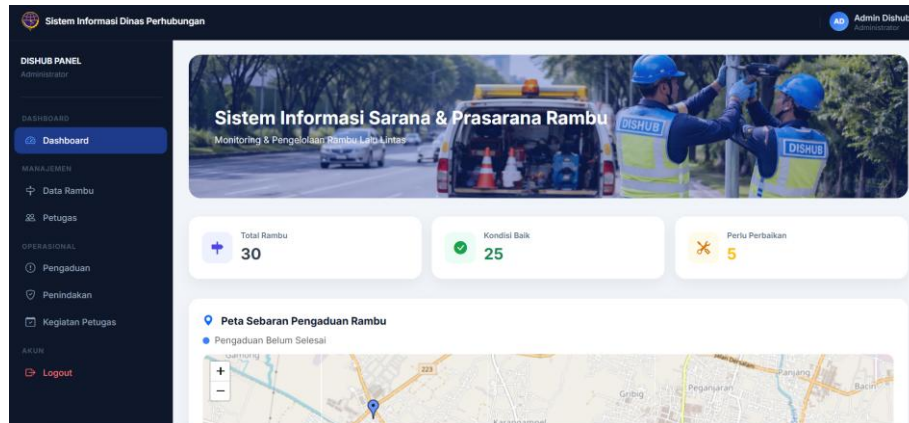 Sistem Informasi Dinas Perhubungan
AD
Admin Dishub
Administrator
DISHUB PANEL
Administrator
DASHBOARD
Dashboard
MANAJEMEN
Data Rambu
Petugas
OPERASIONAL
Pengaduan
Penindakan
Kegiatan Petugas
AKUN
Logout
Sistem Informasi Sarana & Prasarana Rambu
Monitoring & Pengelolaan Rambu Lalu Lintas
DISHUB
DISHUB
Total Rambu
30
Kondisi Baik
25
Perlu Perbaikan
5
Peta Sebaran Pengaduan Rambu
Pengaduan Belum Selesai
+
−
223
Gribig
Peganjaran
Panjang
Bacin